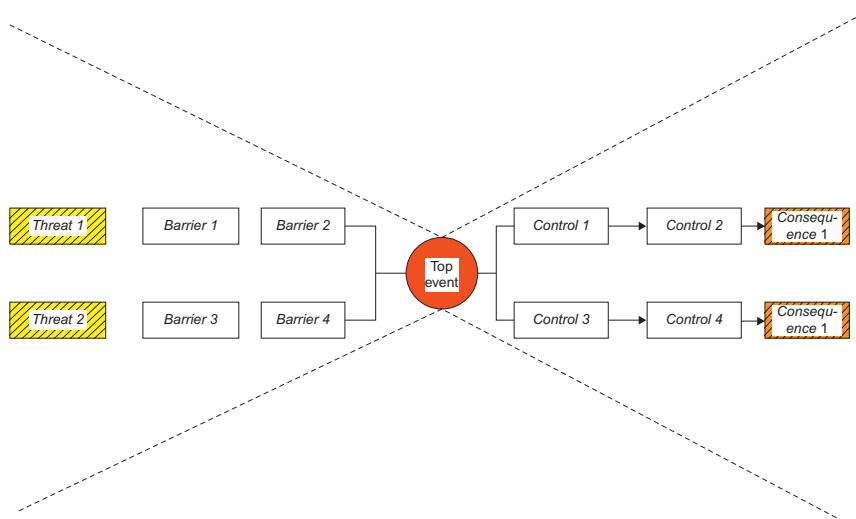 Threat 1
Barrier 1
Barrier 2
Control 1
Control 2
Consequ-
ence 1
Top
event
Threat 2
Barrier 3
Barrier 4
Control 3
Control 4
Consequ-
ence 1